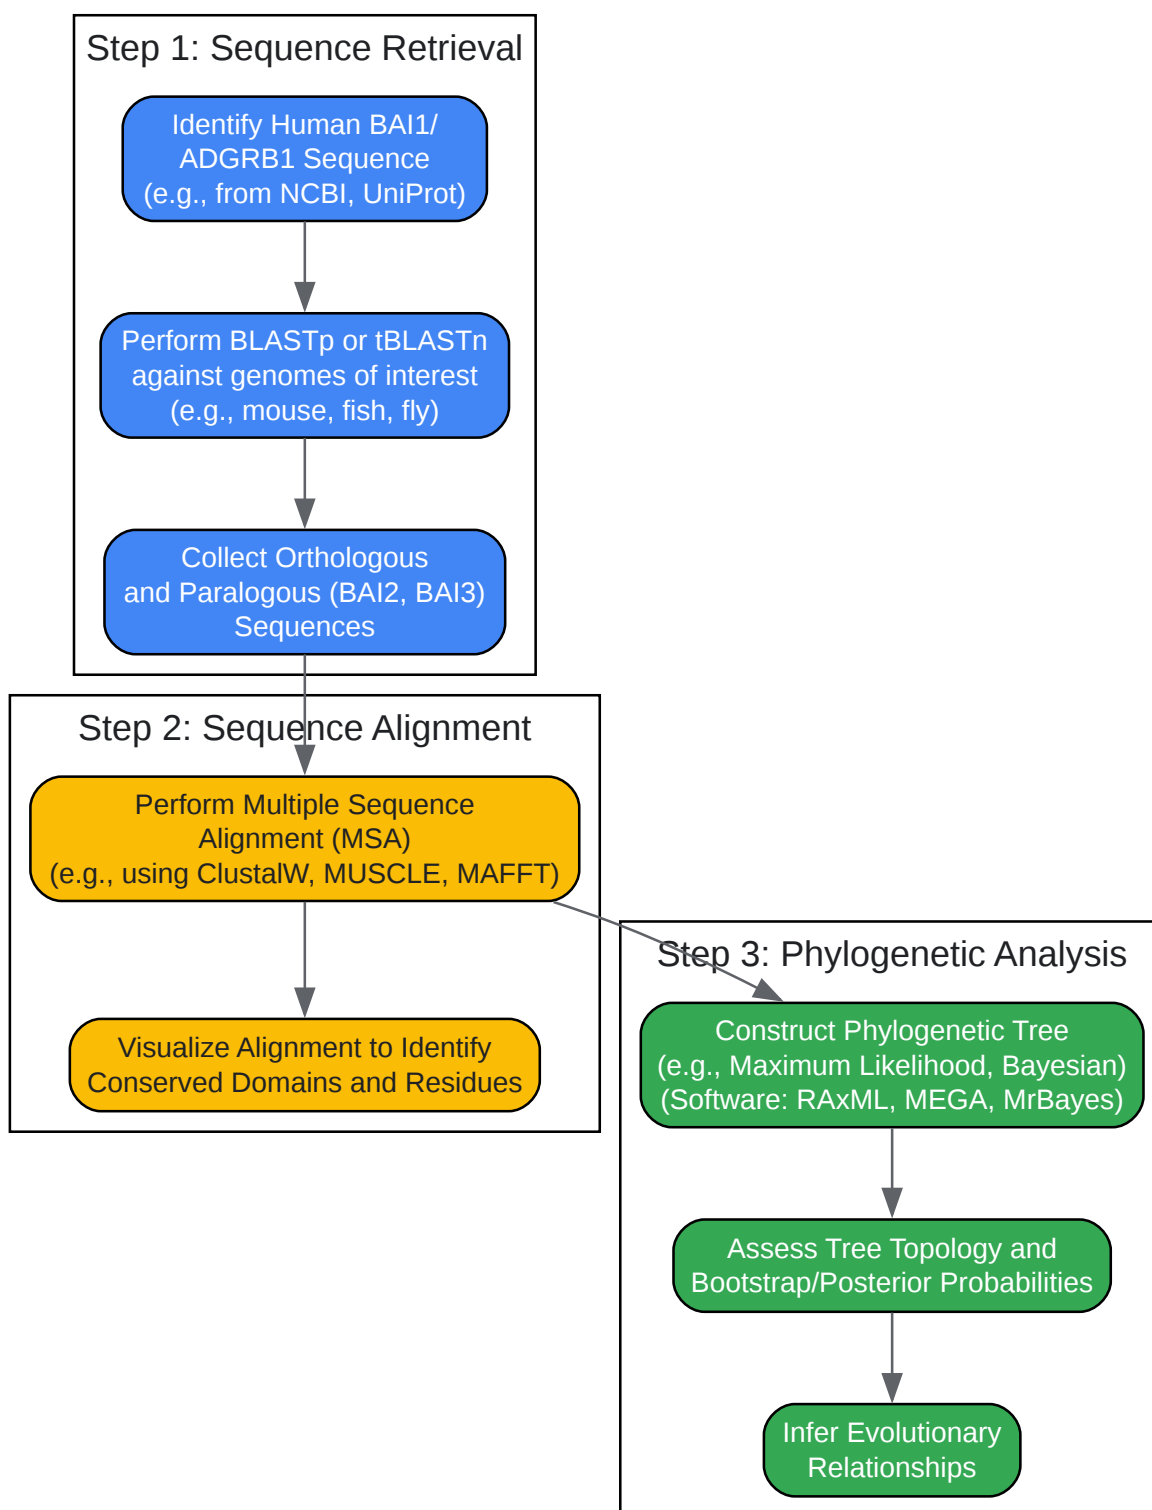 Step 1: Sequence Retrieval
Identify Human BAI1/
ADGRB1 Sequence
(e.g., from NCBI, UniProt)
Perform BLASTp or tBLASTn
against genomes of interest
(e.g., mouse, fish, fly)
Collect Orthologous
and Paralogous (BAI2, BAI3)
Sequences
Step 2: Sequence Alignment
Perform Multiple Sequence
Alignment (MSA)
(e.g., using ClustalW, MUSCLE, MAFFT)
Visualize Alignment to Identify
Conserved Domains and Residues
Step 3: Phylogenetic Analysis
Construct Phylogenetic Tree
(e.g., Maximum Likelihood, Bayesian)
(Software: RAxML, MEGA, MrBayes)
Assess Tree Topology and
Bootstrap/Posterior Probabilities
Infer Evolutionary
Relationships